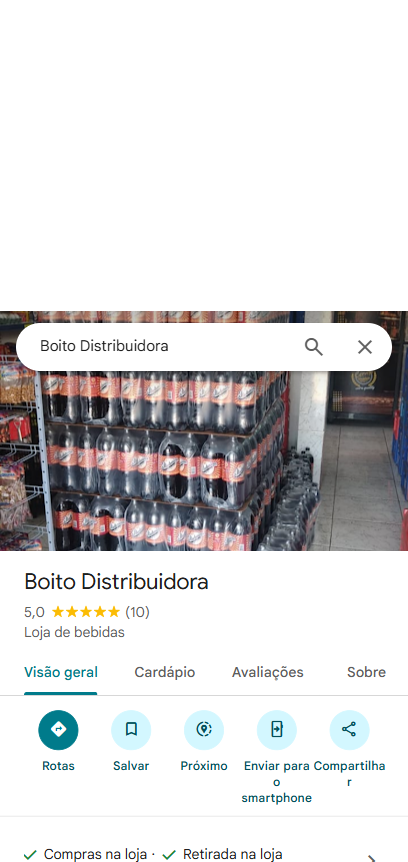 Boito Distribuidora
Boito Distribuidora
5,0 (10)
Loja de bebidas
Visão geral
Cardápio
Avaliações
Sobre
Rotas
Salvar
Próximo
Enviar para
o
smartphone
Compartilha
r
Compras na loja · Retirada na loja